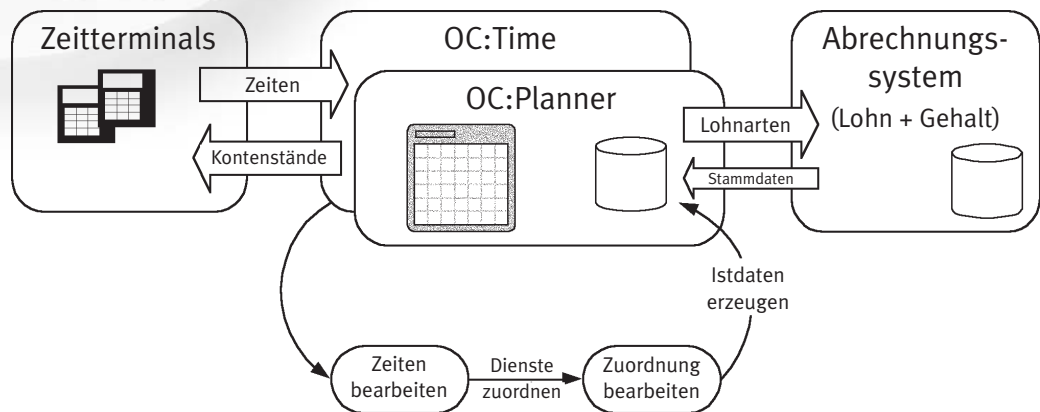 Zeitterminals
OC:Time
Abrechnungs-
system
(Lohn + Gehalt)
Zeiten
OC:Planner
Lohnarten
Kontenstände
Stammdaten
Istdaten
erzeugen
Zeiten
bearbeiten
Dienste
zuordnen
Zuordnung
bearbeiten